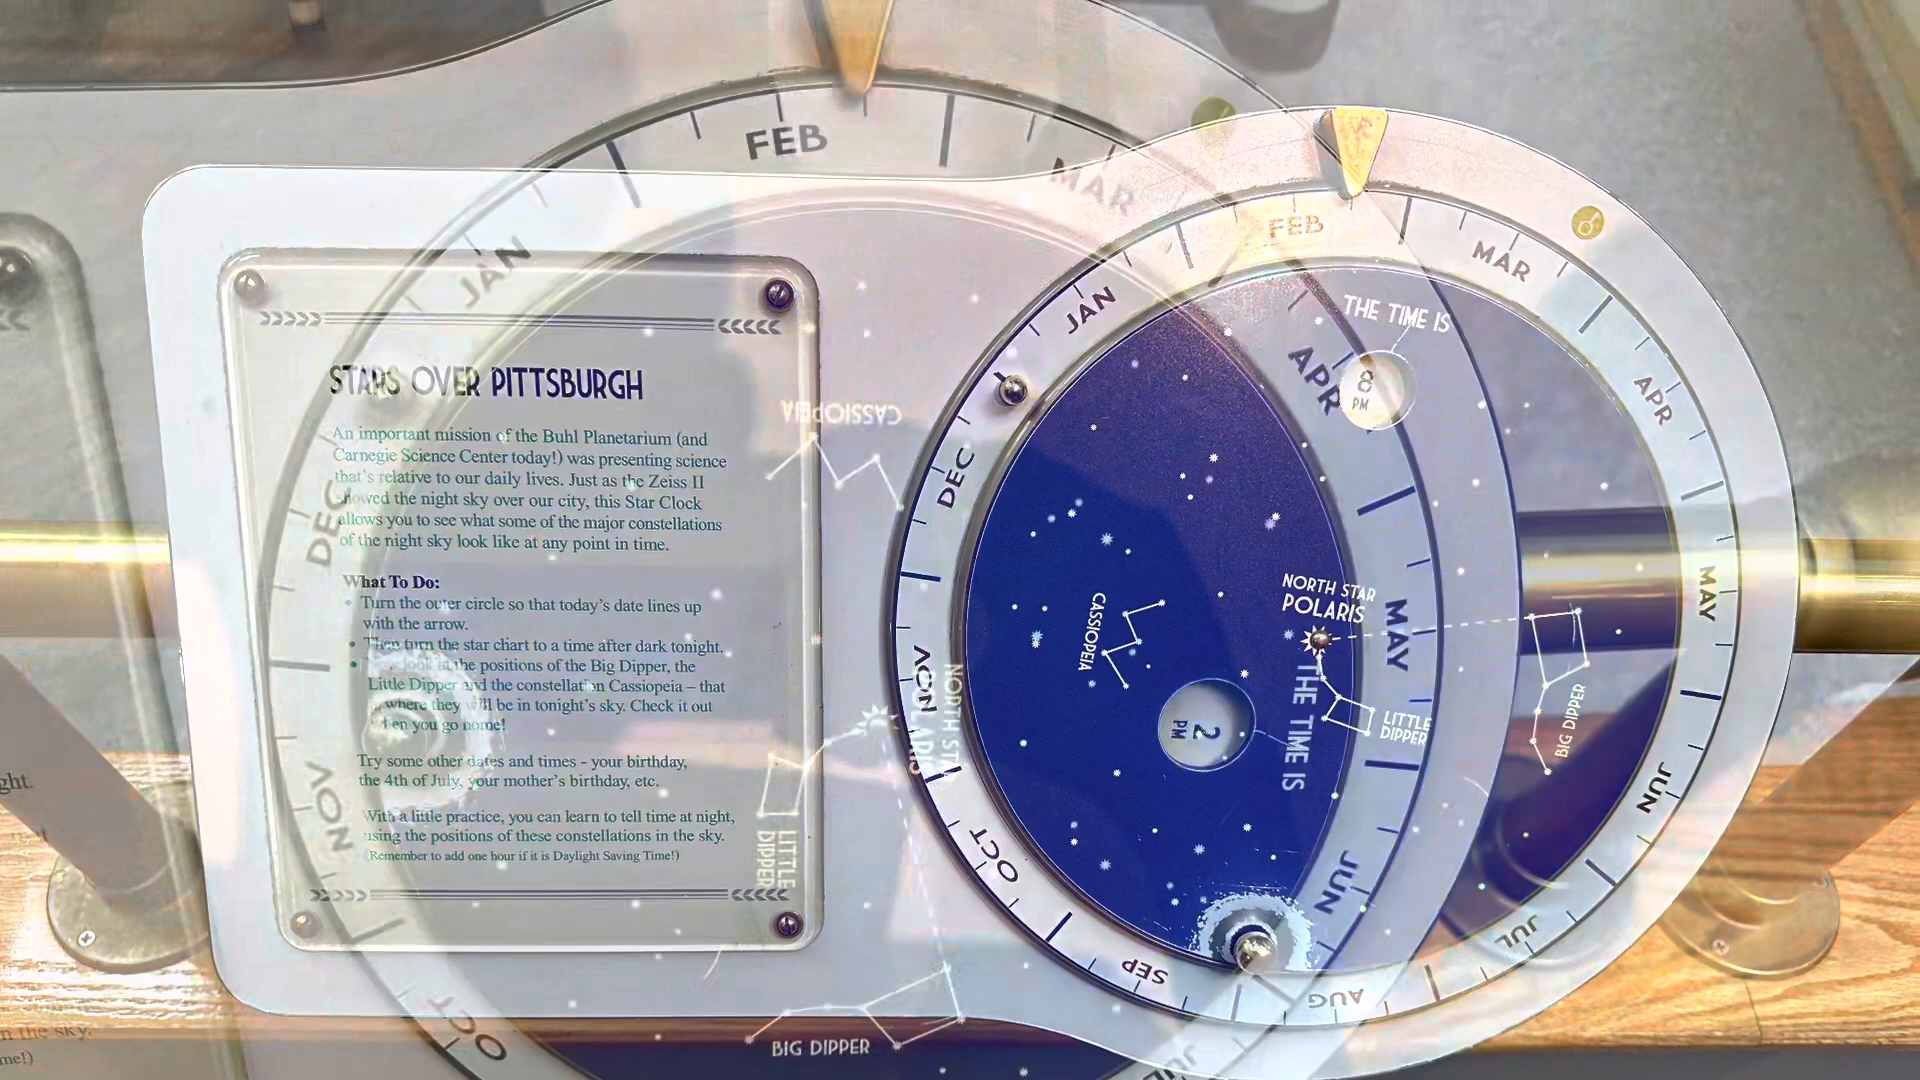 STARS OVER PITTSBURGH
An important mission of the Buhl Planetarium (and
Carnegie Science Center today!) was presenting science
that's relative to our daily lives. Just as the Zeiss II
showed the night sky over our city, this Star Clock
allows you to see what some of the major constellations
of the night sky look like at any point in time.
What To Do:
• Turn the outer circle so that today's date lines up
with the arrow.
• Then turn the star chart to a time after dark tonight.
• Now look at the positions of the Big Dipper, the
Little Dipper and the constellation Cassiopeia – that
is where they will be in tonight's sky. Check it out
when you go home!
Try some other dates and times - your birthday,
the 4th of July, your mother's birthday, etc.
With a little practice, you can learn to tell time at night,
using the positions of these constellations in the sky.
(Remember to add one hour if it is Daylight Saving Time!)
JAN
FEB
MAR
APR
MAY
JUN
JUL
AUG
SEP
OCT
NOV
DEC
THE TIME IS
8
PM
NORTH STAR
POLARIS
LITTLE
DIPPER
BIG DIPPER
CASSIOPEIA
JAN
FEB
MAR
APR
MAY
JUN
JUL
OCT
NOV
DEC
CASSIOPEIA
NORTH STAR
POLARIS
THE TIME IS
2
PM
LITTLE
DIPPER
BIG DIPPER
ght.
n the sky.
me!)